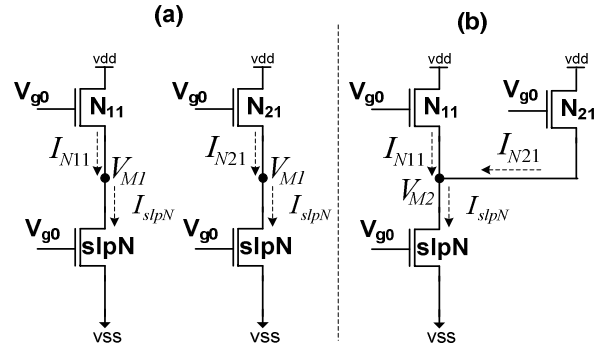 (a)
(b)
vdd
vdd
vdd
vdd
Vg0
N11
Vg0
N21
Vg0
N11
Vg0
N21
IN11
VM1
IN21
VM1
IN11
IN21
IslpN
IslpN
VM2
IslpN
Vg0
slpN
Vg0
slpN
Vg0
slpN
vss
vss
vss